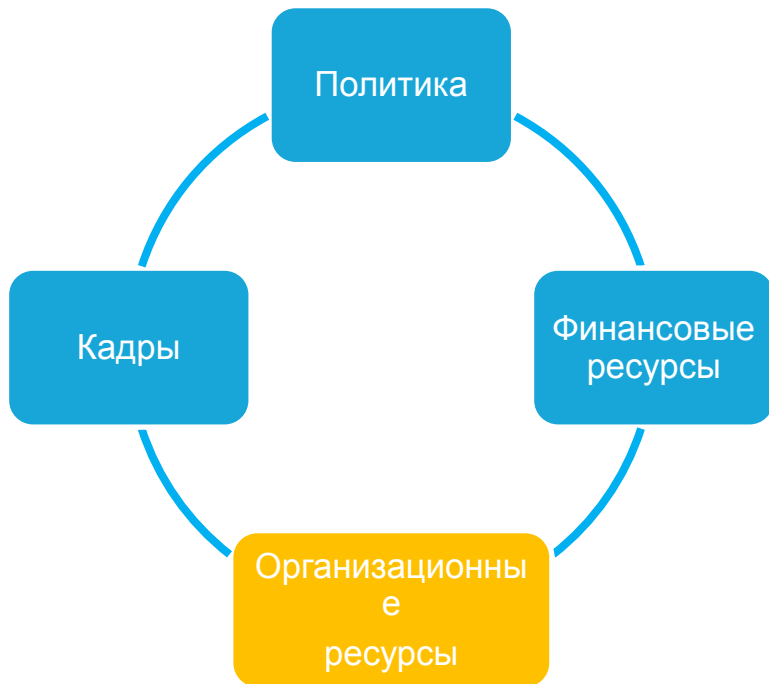 Политика
Кадры
Финансовые
ресурсы
Организационны
е
ресурсы